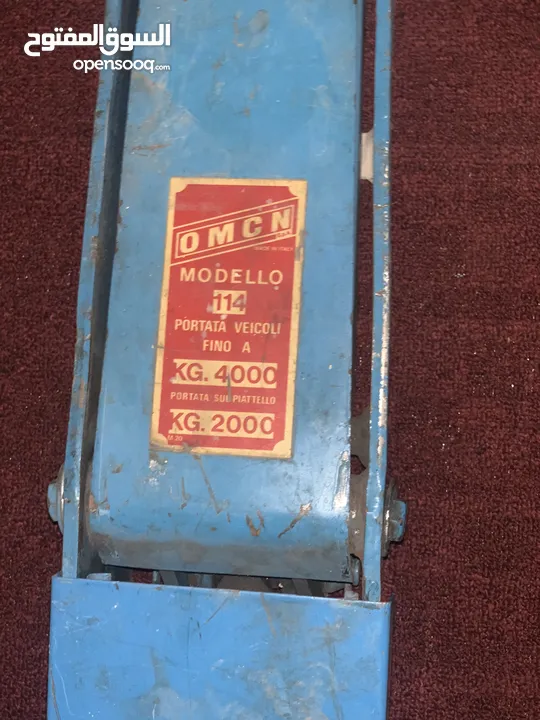 السوق المفتوح
opensooq.com
OMCN
MADE IN ITALY
MODELLO
114
PORTATA VEICOLI
FINO A
KG. 4000
PORTATA SUL PIATTELLO
KG. 2000